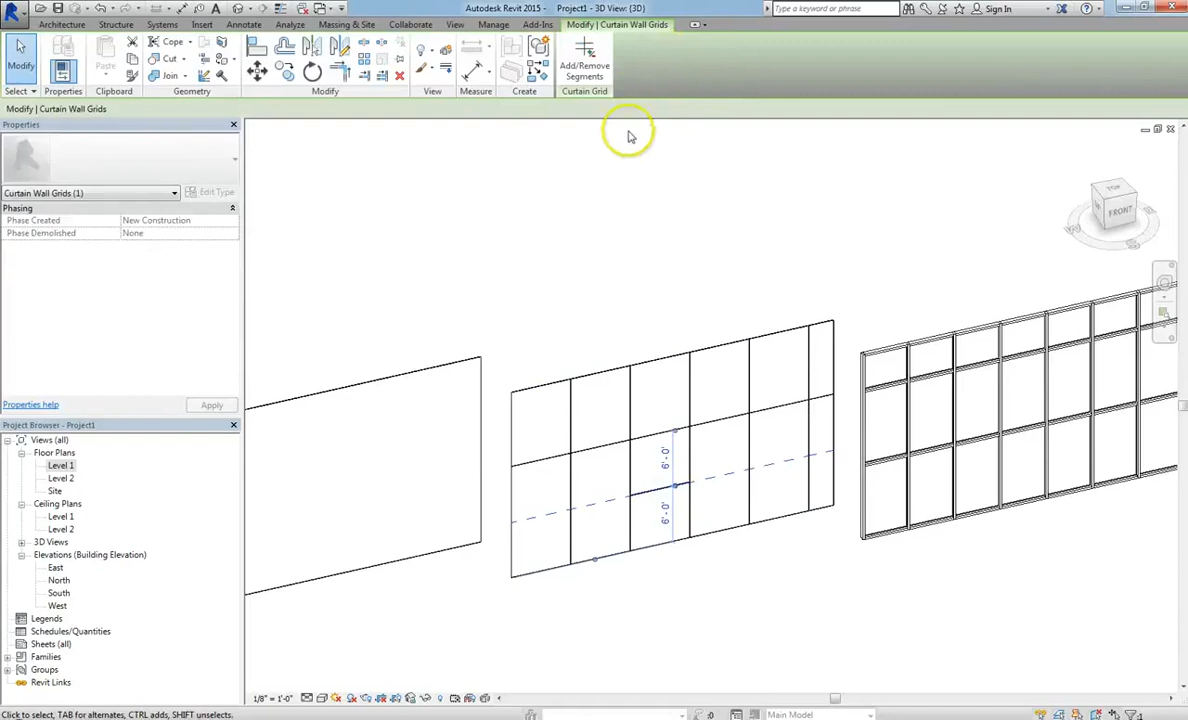 Autodesk Revit 2015 - Project1 - 3D View: {3D}
Type a keyword or phrase
Sign In
Architecture Structure Systems Insert Annotate Analyze Massing & Site Collaborate View Manage Add-Ins Modify | Curtain Wall Grids
Modify
Paste
Cope
Cut
Join
Add/Remove
Segments
Select Properties Clipboard Geometry Modify View Measure Create Curtain Grid
Modify | Curtain Wall Grids
Properties
Curtain Wall Grids (1)
Edit Type
Phasing
Phase Created New Construction
Phase Demolished None
Properties help
Apply
Project Browser - Project1
Views (all)
Floor Plans
Level 1
Level 2
Site
Ceiling Plans
Level 1
Level 2
3D Views
Elevations (Building Elevation)
East
North
South
West
Legends
Schedules/Quantities
Sheets (all)
Families
Groups
Revit Links
TOP
FRONT
6' - 0"
6' - 0"
1/8" = 1'-0"
Click to select, TAB for alternates, CTRL adds, SHIFT unselects.
:0
Main Model